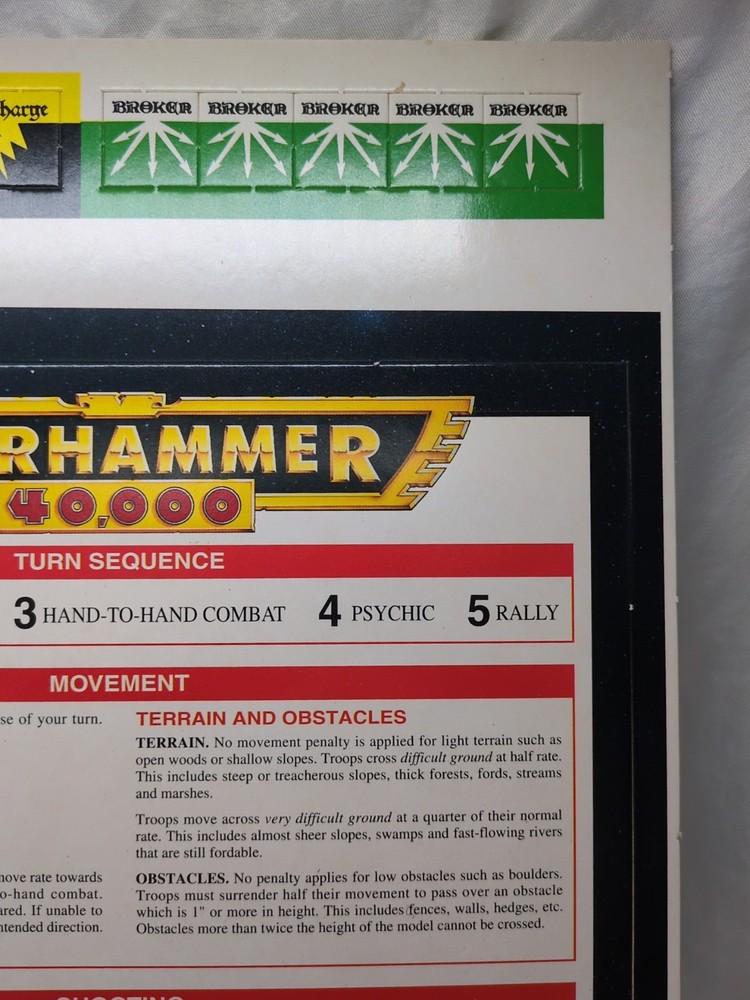 harge
BROKEN BROKEN BROKEN BROKEN BROKEN
RHAMMER
40,000
TURN SEQUENCE
3 HAND-TO-HAND COMBAT 4 PSYCHIC 5 RALLY
MOVEMENT
se of your turn.
move rate towards
o-hand combat.
ared. If unable to
ntended direction.
TERRAIN AND OBSTACLES
TERRAIN. No movement penalty is applied for light terrain such as
open woods or shallow slopes. Troops cross difficult ground at half rate.
This includes steep or treacherous slopes, thick forests, fords, streams
and marshes.
Troops move across very difficult ground at a quarter of their normal
rate. This includes almost sheer slopes, swamps and fast-flowing rivers
that are still fordable.
OBSTACLES. No penalty applies for low obstacles such as boulders.
Troops must surrender half their movement to pass over an obstacle
which is 1" or more in height. This includes fences, walls, hedges, etc.
Obstacles more than twice the height of the model cannot be crossed.
SHOOTING